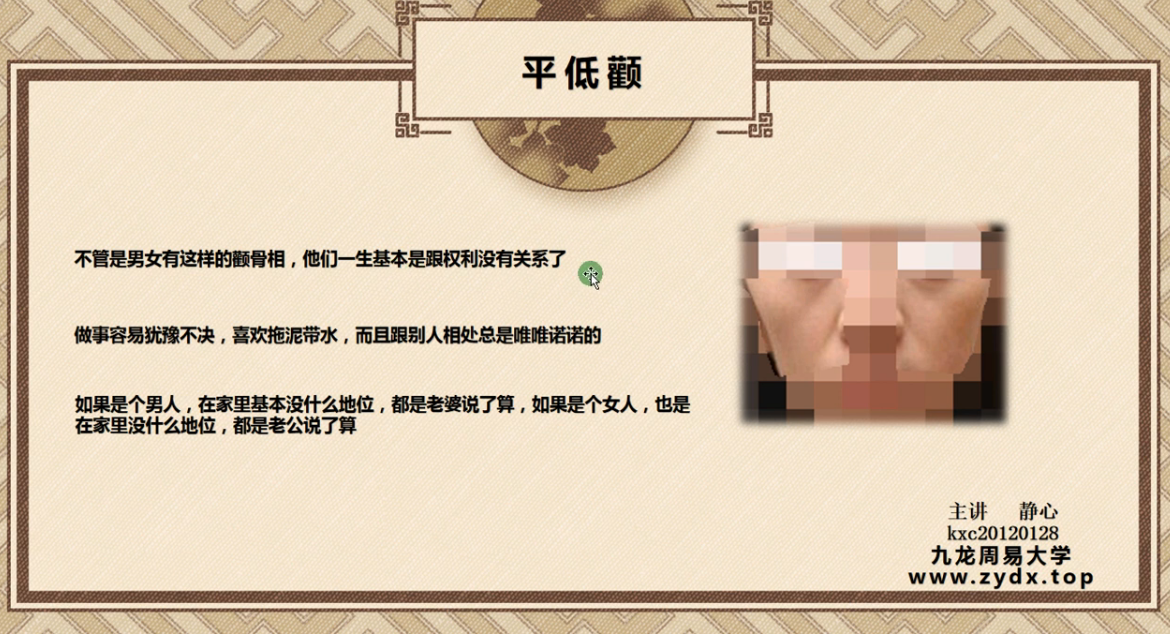 平低颧
不管是男女有这样的颧骨相，他们一生基本是跟权利没有关系了
做事容易犹豫不决，喜欢拖泥带水，而且跟别人相处总是唯唯诺诺的
如果是个男人，在家里基本没什么地位，都是老婆说了算，如果是个女人，也是
在家里没什么地位，都是老公说了算
主讲 静心
kxc20120128
九龙周易大学
www.zydx.top